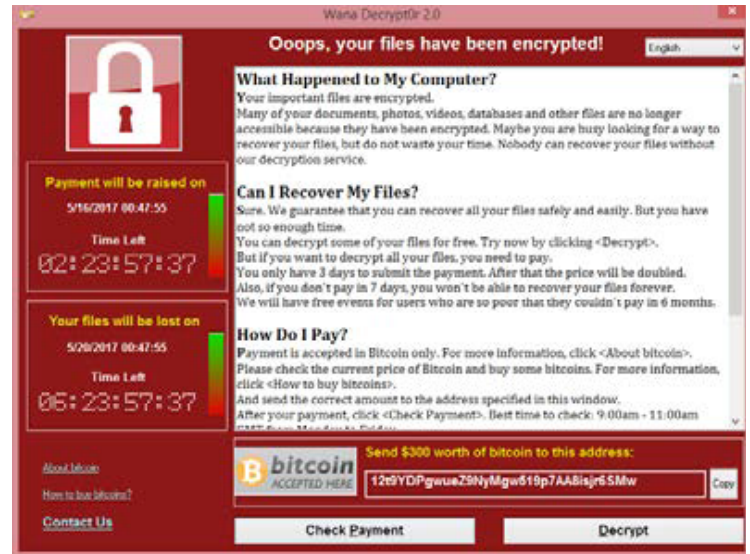 Wana Decrypt0r 2.0
Ooops, your files have been encrypted!
English
What Happened to My Computer?
Your important files are encrypted.
Many of your documents, photos, videos, databases and other files are no longer
accessible because they have been encrypted. Maybe you are busy looking for a way to
recover your files, but do not waste your time. Nobody can recover your files without
our decryption service.
Can I Recover My Files?
Sure. We guarantee that you can recover all your files safely and easily. But you have
not so enough time.
You can decrypt some of your files for free. Try now by clicking <Decrypt>.
But if you want to decrypt all your files, you need to pay.
You only have 3 days to submit the payment. After that the price will be doubled.
Also, if you don't pay in 7 days, you won't be able to recover your files forever.
We will have free events for users who are so poor that they couldn't pay in 6 months.
How Do I Pay?
Payment is accepted in Bitcoin only. For more information, click <About bitcoin>.
Please check the current price of Bitcoin and buy some bitcoins. For more information,
click <How to buy bitcoins>.
And send the correct amount to the address specified in this window.
After your payment, click <Check Payment>. Best time to check: 9:00am - 11:00am
GMT from Monday to Friday.
Payment will be raised on
5/16/2017 00:47:55
Time Left
02:23:57:37
Your files will be lost on
5/20/2017 00:47:55
Time Left
06:23:57:37
About bitcoin
How to buy bitcoins?
Contact Us
bitcoin
ACCEPTED HERE
Send $300 worth of bitcoin to this address:
12t9YDPgwueZ9NyMgw519p7AA8isjr6SMw
Copy
Check Payment
Decrypt